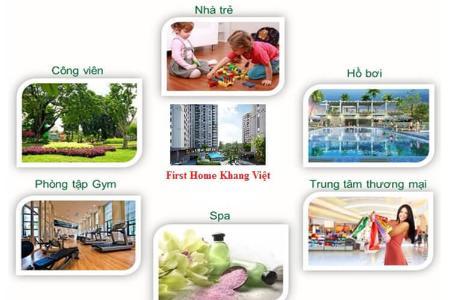 Nhà trẻ
Công viên
Hồ bơi
First Home Khang Việt
Phòng tập Gym
Trung tâm thương mại
Spa